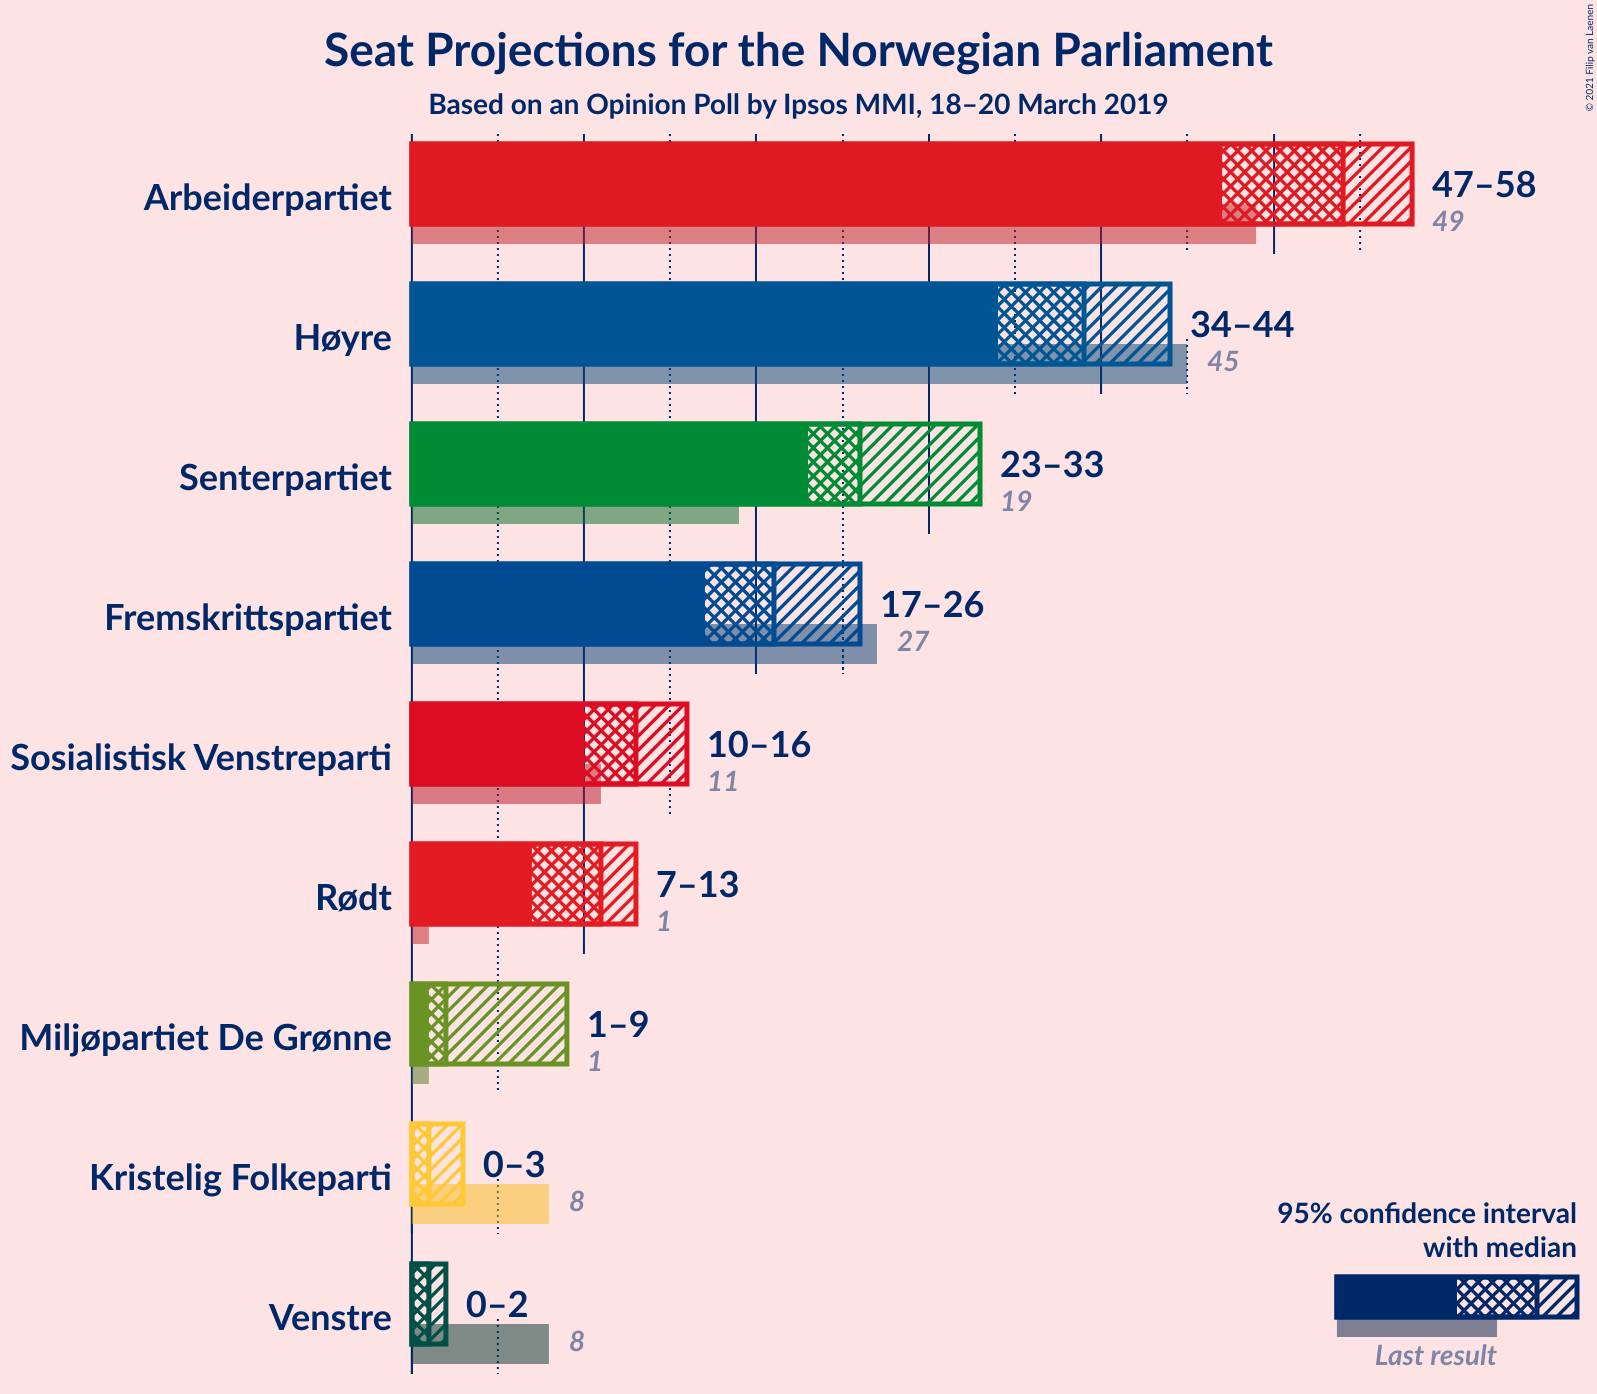 Seat Projections for the Norwegian Parliament
Based on an Opinion Poll by Ipsos MMI, 18–20 March 2019
© 2021 Filip van Laenen
Arbeiderpartiet
47–58
49
Høyre
34–44
45
Senterpartiet
23–33
19
Fremskrittspartiet
17–26
27
Sosialistisk Venstreparti
10–16
11
Rødt
7–13
1
Miljøpartiet De Grønne
1–9
1
Kristelig Folkeparti
0–3
8
Venstre
0–2
8
95% confidence interval
with median
Last result